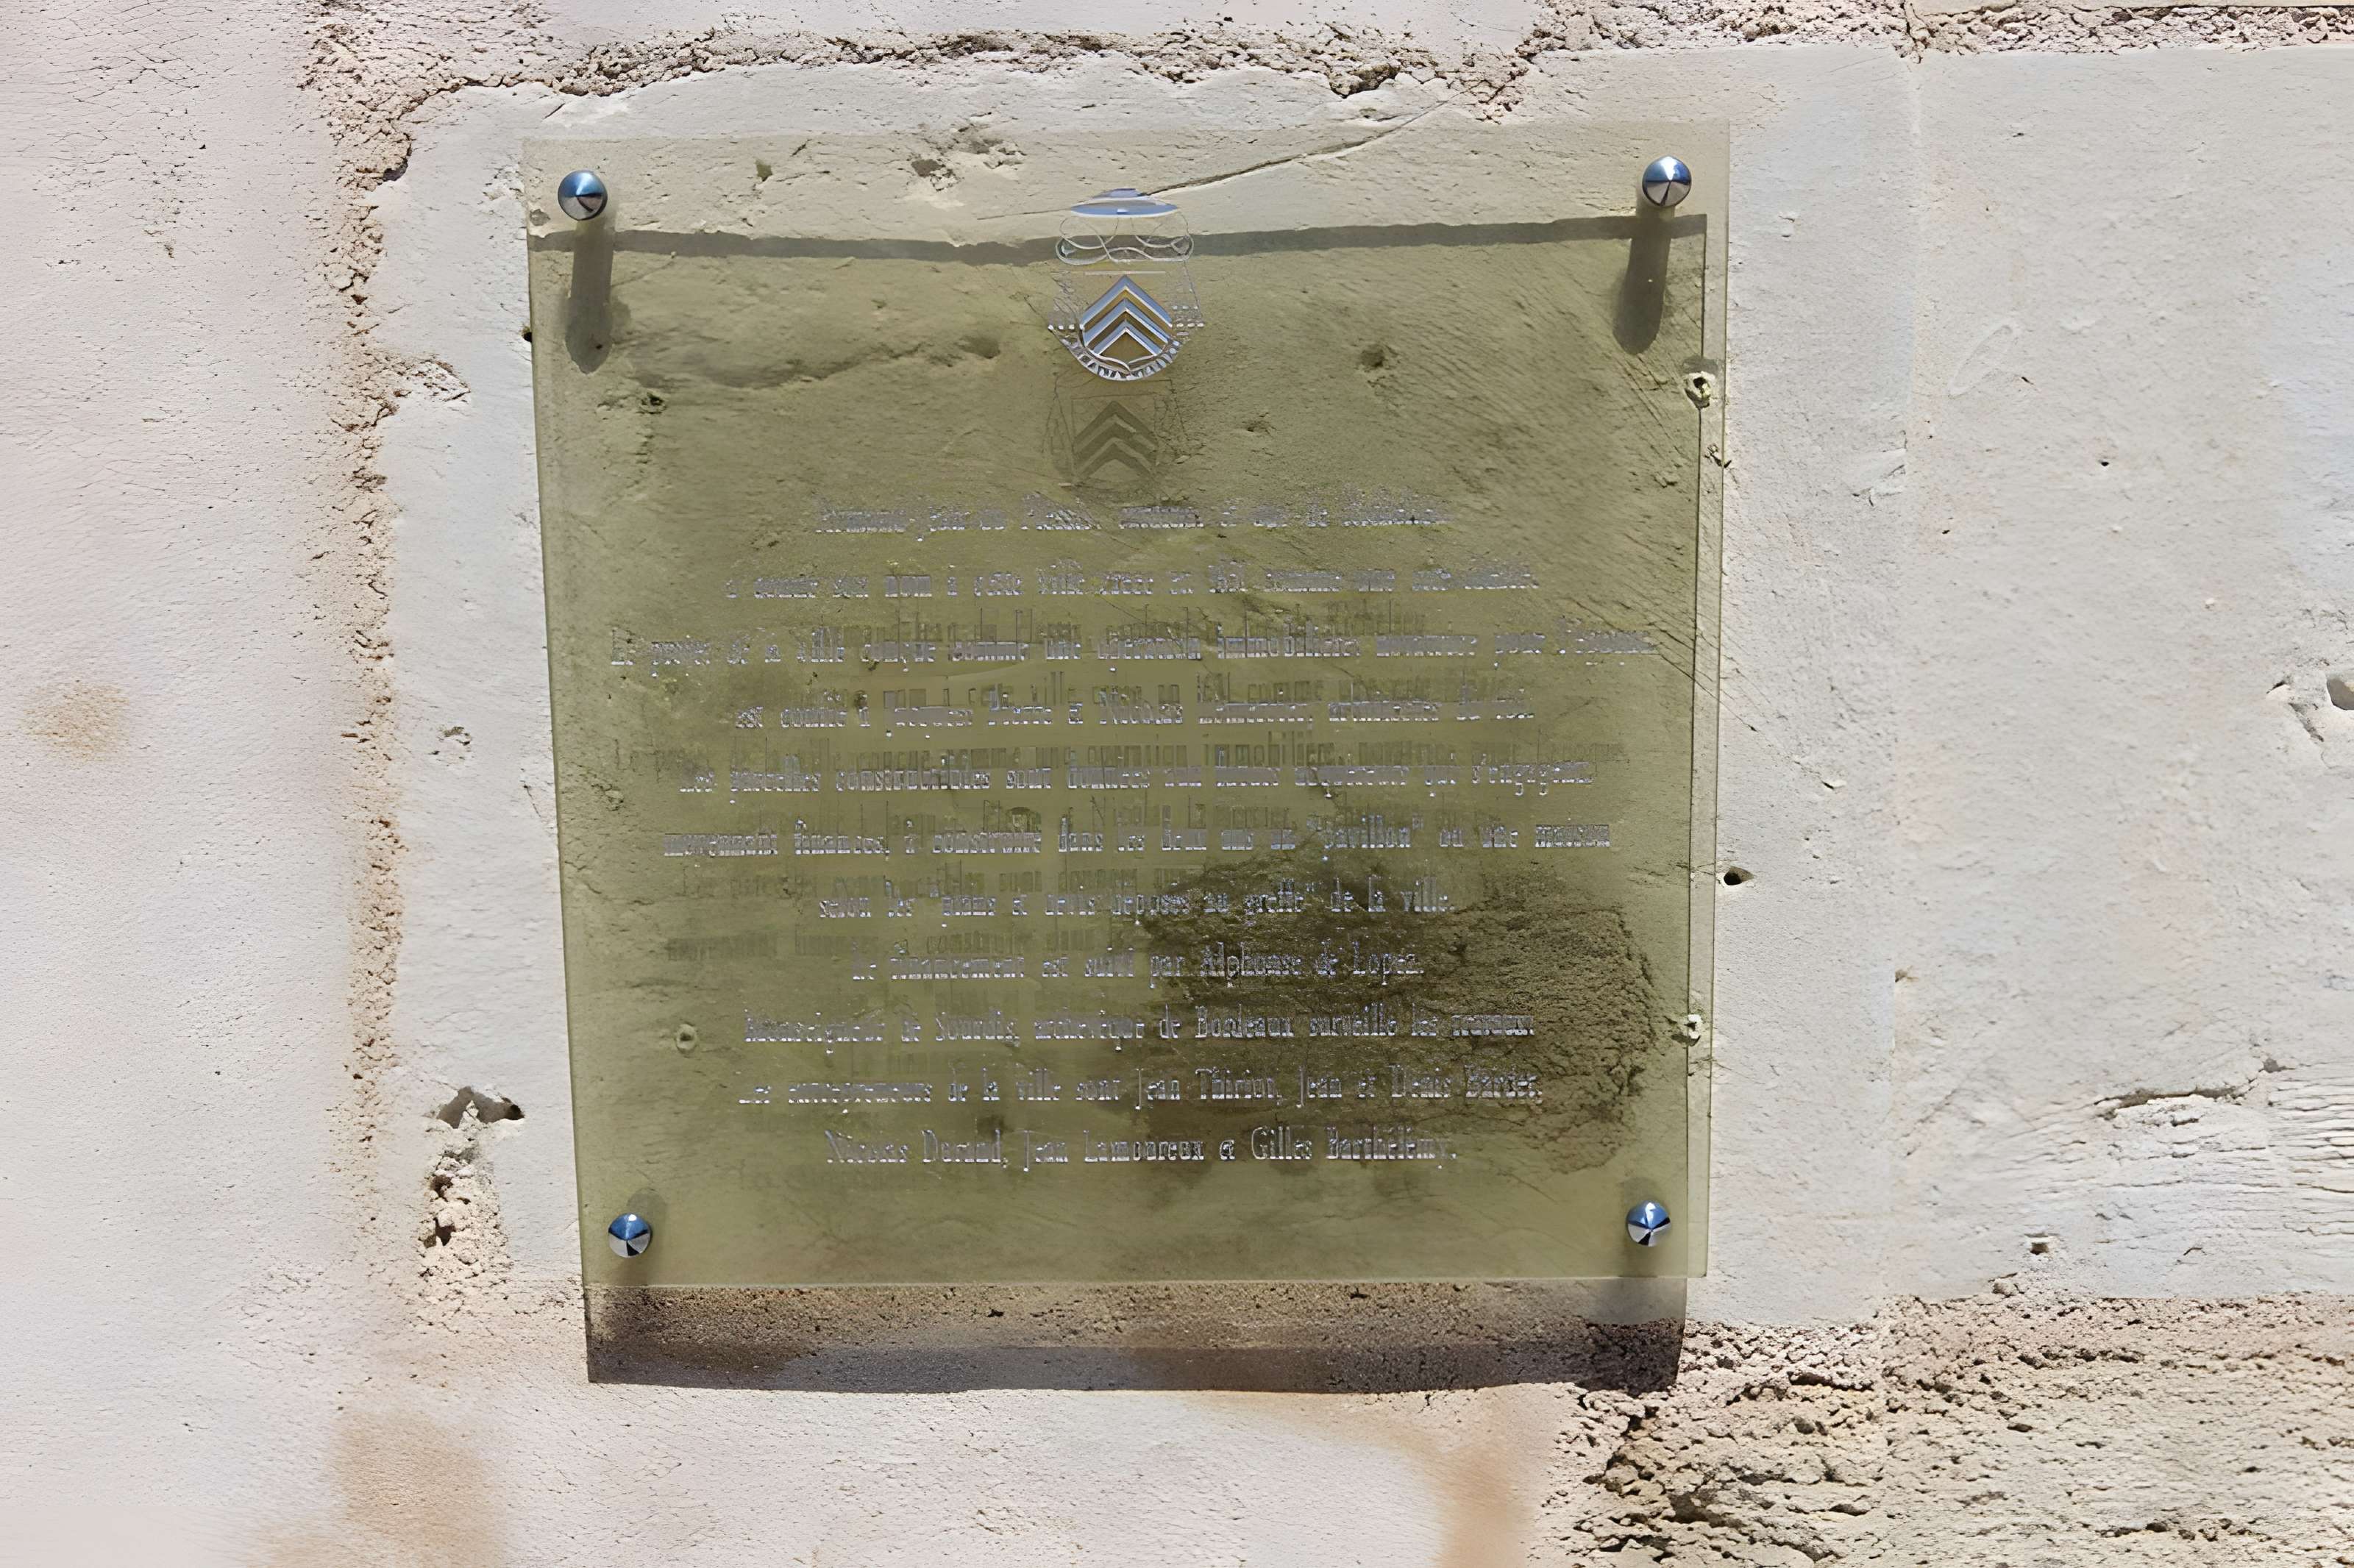 Armand-Jean du Plessis, cardinal et duc de Richelieu
a donné son nom à cette ville créée en 1631 comme une
Le projet de la ville conçue comme une opération immobilière novatrice pour l'époque
est confié à Jacques, Pierre et Nicolas Lemercier, architectes du roi.
Les parcelles constructibles sont données aux futurs acquéreurs qui s'engagent,
moyennant finances, à construire dans les deux ans un "pavillon" ou une maison
selon les "plans et devis déposés au greffe" de la ville.
Le financement est suivi par Alphonse de Lopez.
Monseigneur de Sourdis, archevêque de Bordeaux surveille les travaux
Les entrepreneurs de la ville sont Jean Thiriot, Jean et Denis Barbet,
Nicolas Durand, Jean Lamoureux et Gilles Barthélémy.